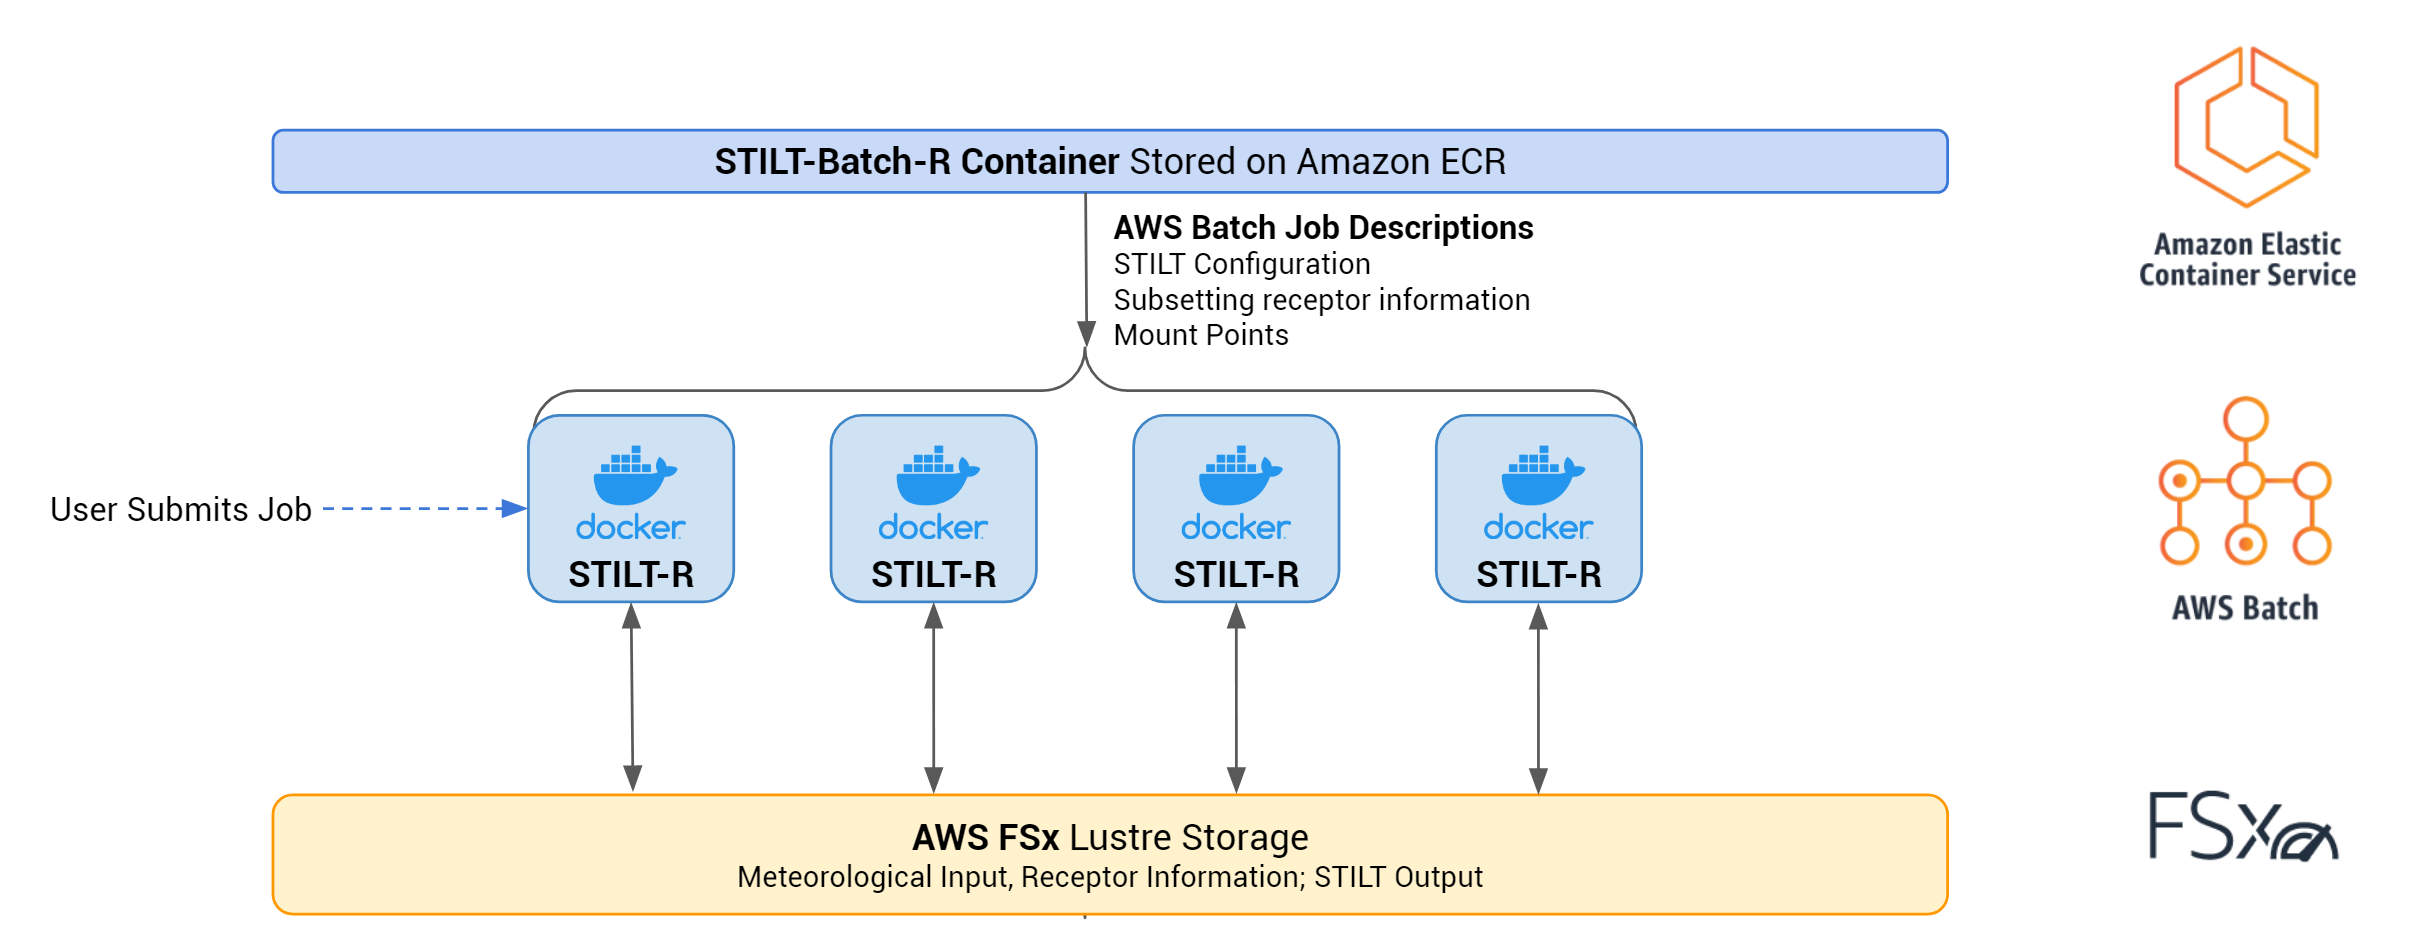 STILT-Batch-R Container Stored on Amazon ECR
Amazon Elastic
Container Service
AWS Batch Job Descriptions
STILT Configuration
Subsetting receptor information
Mount Points
User Submits Job
docker
STILT-R
docker
STILT-R
docker
STILT-R
docker
STILT-R
AWS Batch
AWS FSx Lustre Storage
Meteorological Input, Receptor Information; STILT Output
FSx